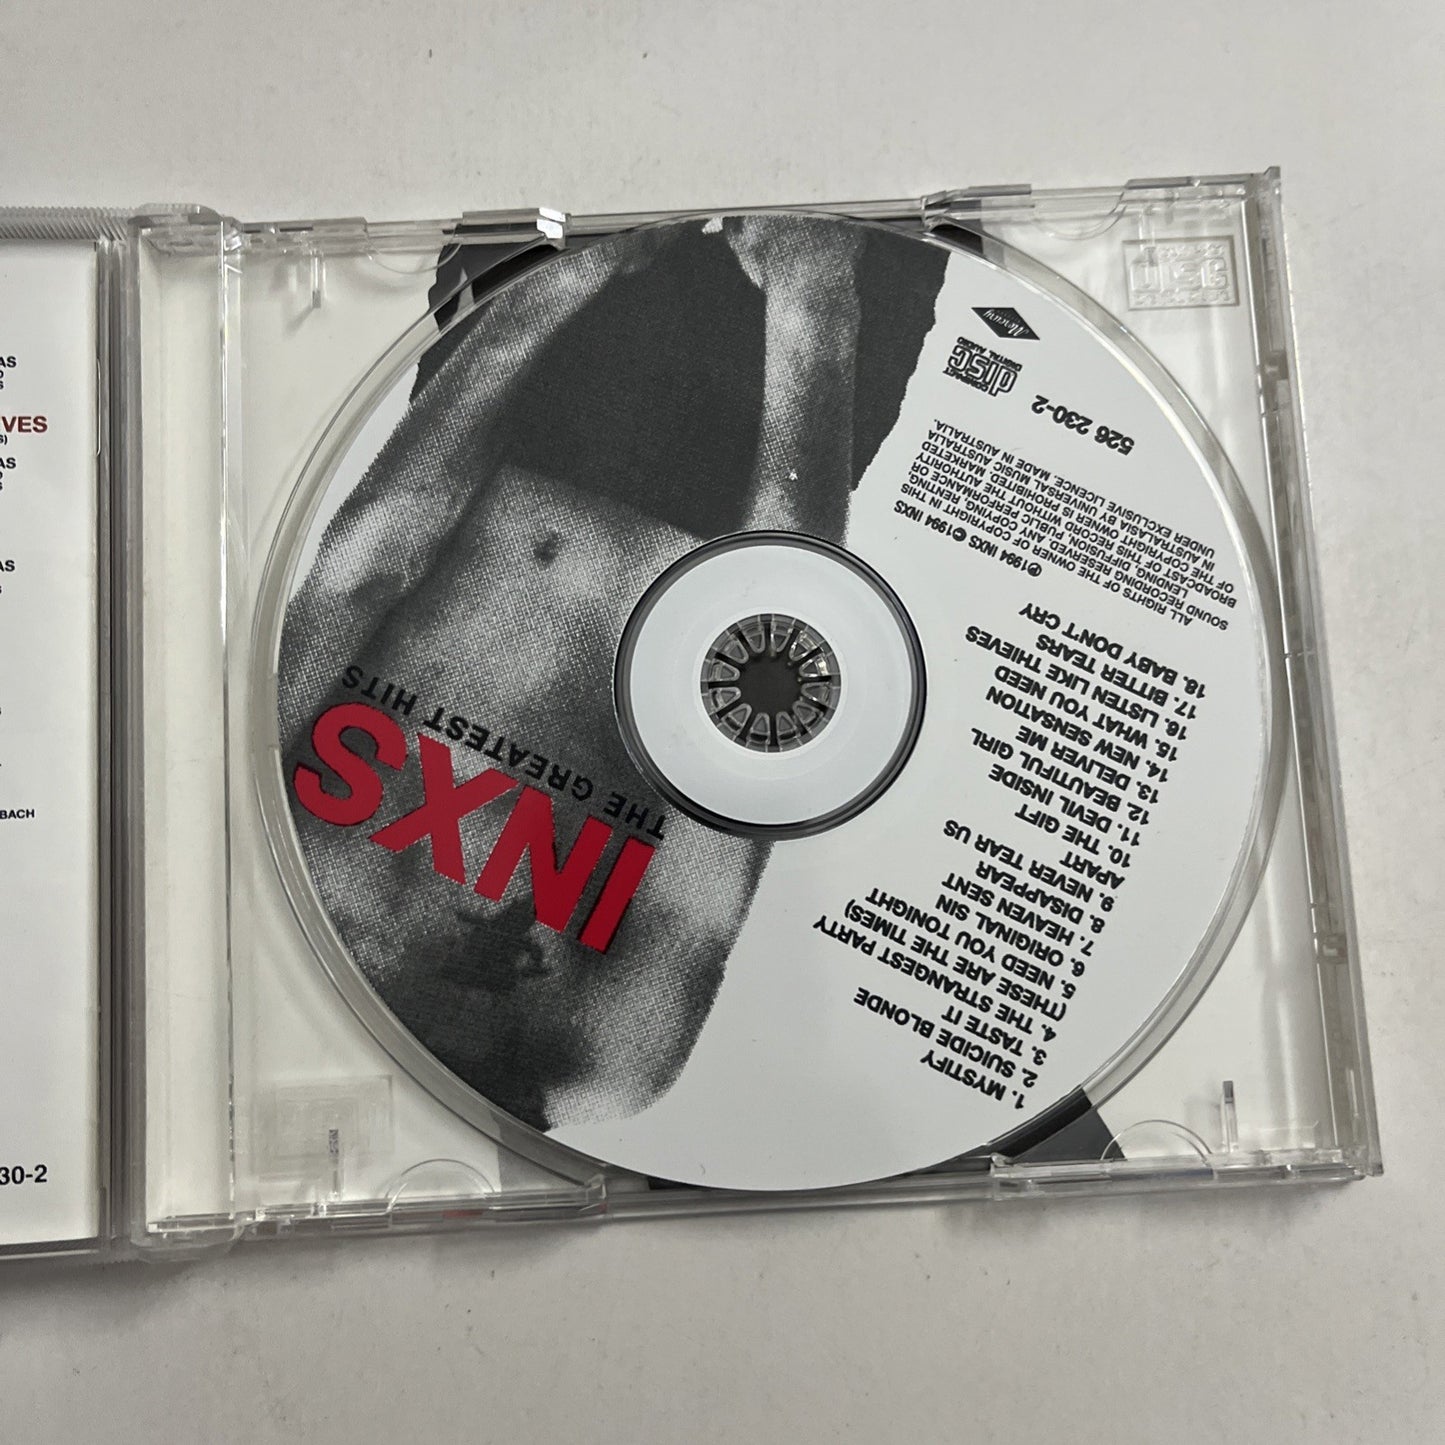 AS
IVES
AS
AS
BACH
30-2
INXS
THE GREATEST HITS
1. MYSTIFY
2. SUICIDE BLONDE
3. TASTE IT
4. THE STRANGEST PARTY
(THESE ARE THE TIMES)
5. NEED YOU TONIGHT
6. ORIGINAL SIN
7. HEAVEN SENT
8. DISAPPEAR
9. NEVER TEAR US
APART
10. THE GIFT
11. DEVIL INSIDE
12. BEAUTIFUL GIRL
13. DELIVER ME
14. NEW SENSATION
15. WHAT YOU NEED
16. LISTEN LIKE THIEVES
17. BITTER TEARS
18. BABY DON'T CRY
℗1994 INXS ©1994 INXS
ALL RIGHTS OF THE OWNER OF COPYRIGHT IN THIS
SOUND RECORDING RESERVED. ANY COPYING, RENTING
LENDING, DIFFUSION, PUBLIC PERFORMANCE OR
BROADCAST OF THIS RECORD WITHOUT THE AUTHORITY
OF THE COPYRIGHT OWNER IS PROHIBITED. MARKETED
IN AUSTRALASIA BY UNIVERSAL MUSIC AUSTRALIA
UNDER EXCLUSIVE LICENCE. MADE IN AUSTRALIA.
526 230-2
COMPACT
disc
DIGITAL AUDIO
Mercury
DISC